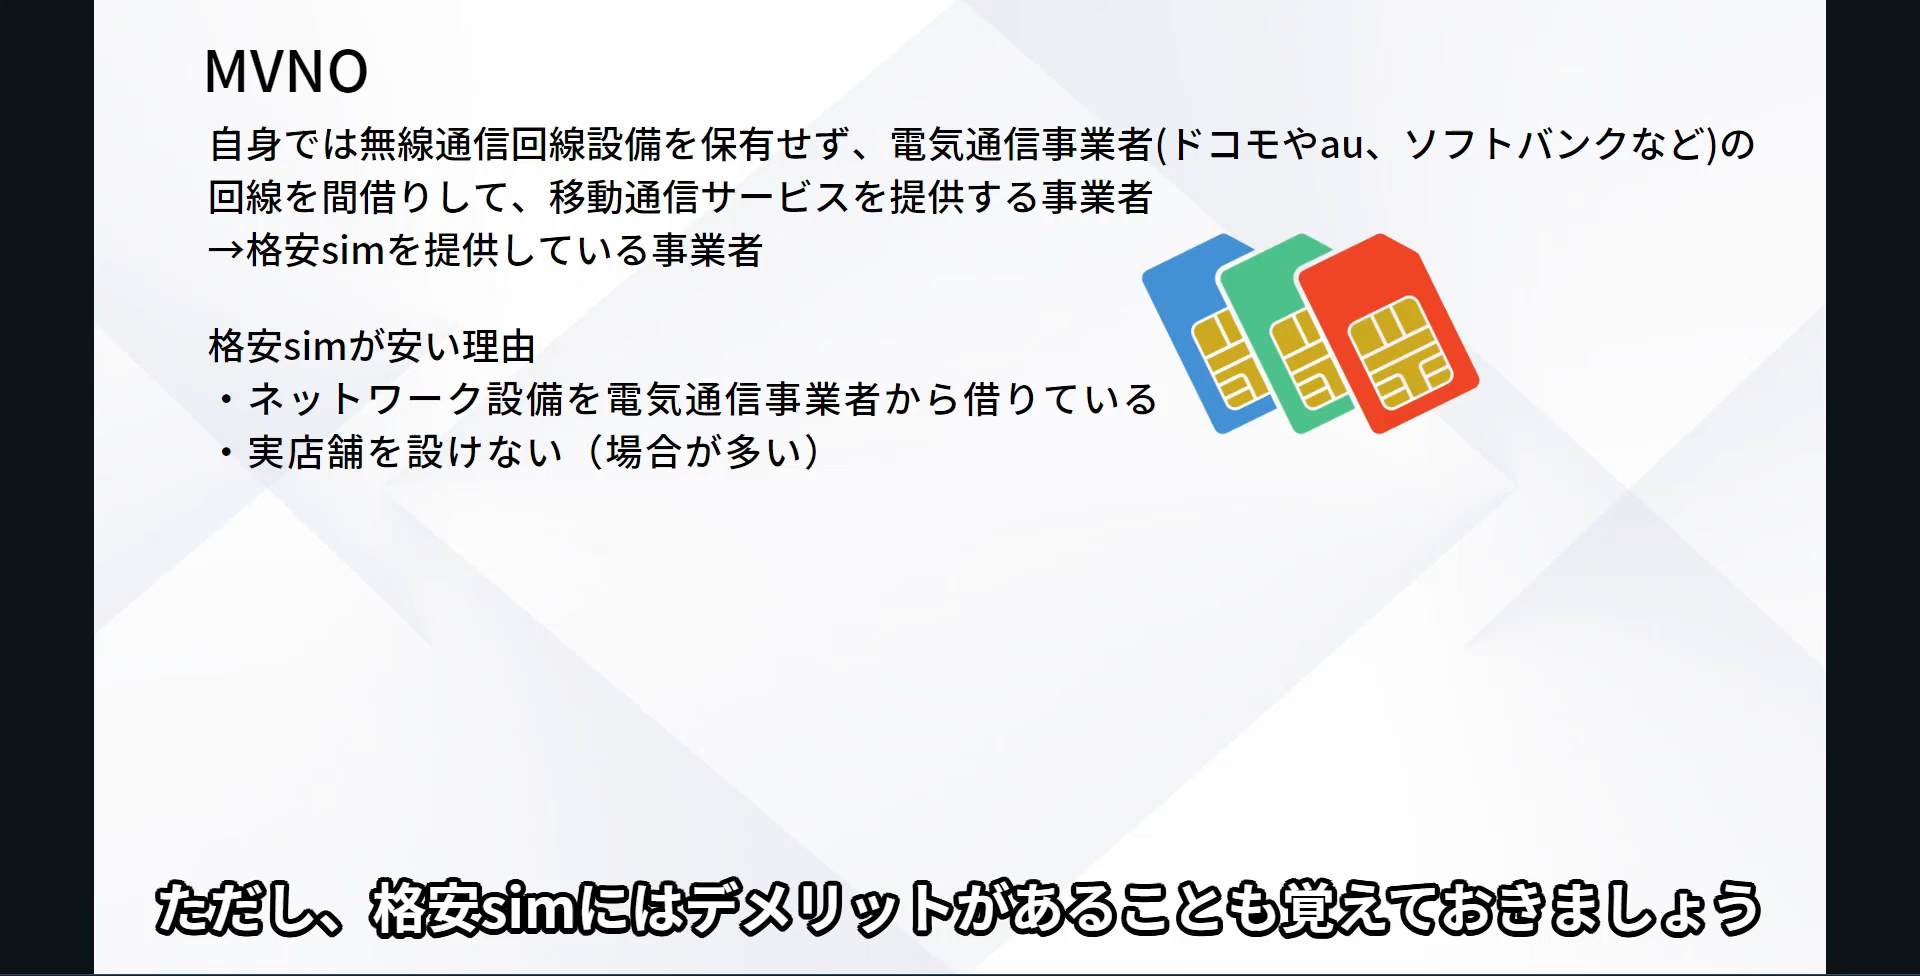 MVNO
自身では無線通信回線設備を保有せず、電気通信事業者(ドコモやau、ソフトバンクなど)の
回線を間借りして、移動通信サービスを提供する事業者
→格安simを提供している事業者
格安simが安い理由
・ネットワーク設備を電気通信事業者から借りている
・実店舗を設けない（場合が多い）
ただし、格安simにはデメリットがあることも覚えておきましょう